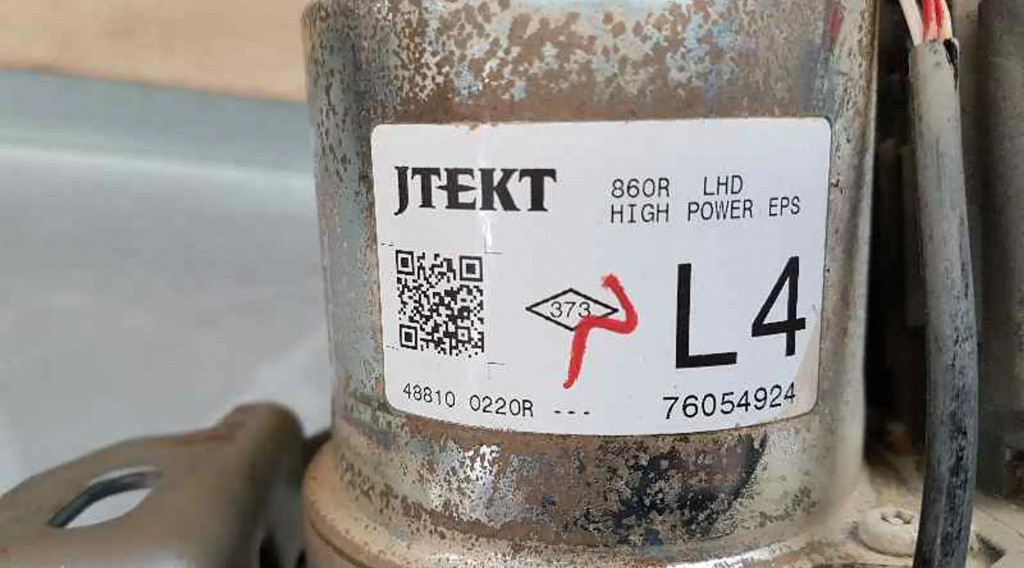 JTEKT
860R LHD
HIGH POWER EPS
373
L4
48810 0220R ---
76054924